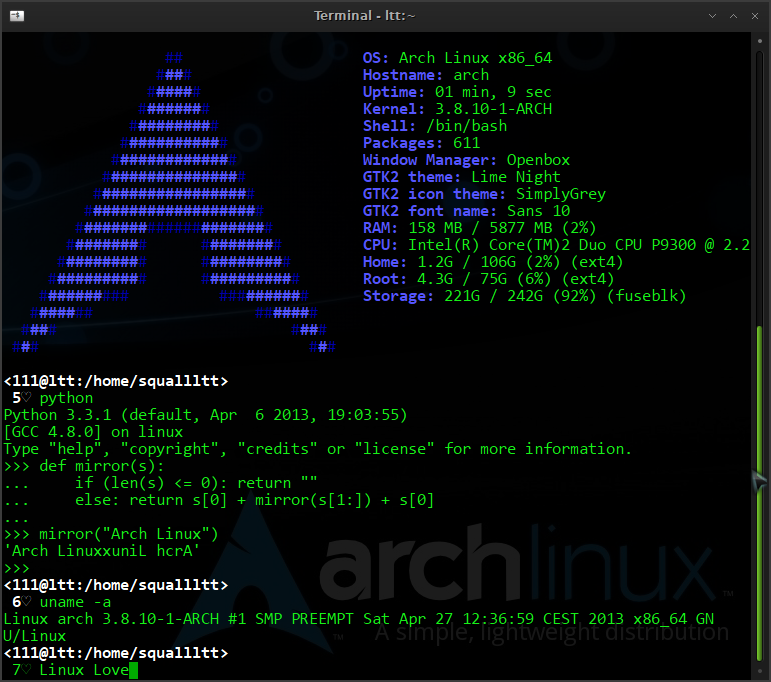 Terminal - ltt:~
OS: Arch Linux x86_64
Hostname: arch
Uptime: 01 min, 9 sec
Kernel: 3.8.10-1-ARCH
Shell: /bin/bash
Packages: 611
Window Manager: Openbox
GTK2 theme: Lime Night
GTK2 icon theme: SimplyGrey
GTK2 font name: Sans 10
RAM: 158 MB / 5877 MB (2%)
CPU: Intel(R) Core(TM)2 Duo CPU P9300 @ 2.2
Home: 1.2G / 106G (2%) (ext4)
Root: 4.3G / 75G (6%) (ext4)
Storage: 221G / 242G (92%) (fuseblk)
<111@ltt:/home/squallltt>
5♡ python
Python 3.3.1 (default, Apr  6 2013, 19:03:55)
[GCC 4.8.0] on linux
Type "help", "copyright", "credits" or "license" for more information.
>>> def mirror(s):
...     if (len(s) <= 0): return ""
...     else: return s[0] + mirror(s[1:]) + s[0]
...
>>> mirror("Arch Linux")
'Arch LinuxxuniL hcrA'
>>>
<111@ltt:/home/squallltt>
6♡ uname -a
Linux arch 3.8.10-1-ARCH #1 SMP PREEMPT Sat Apr 27 12:36:59 CEST 2013 x86_64 GN
U/Linux
<111@ltt:/home/squallltt>
7♡ Linux Love
archlinux™
A simple, lightweight distribution